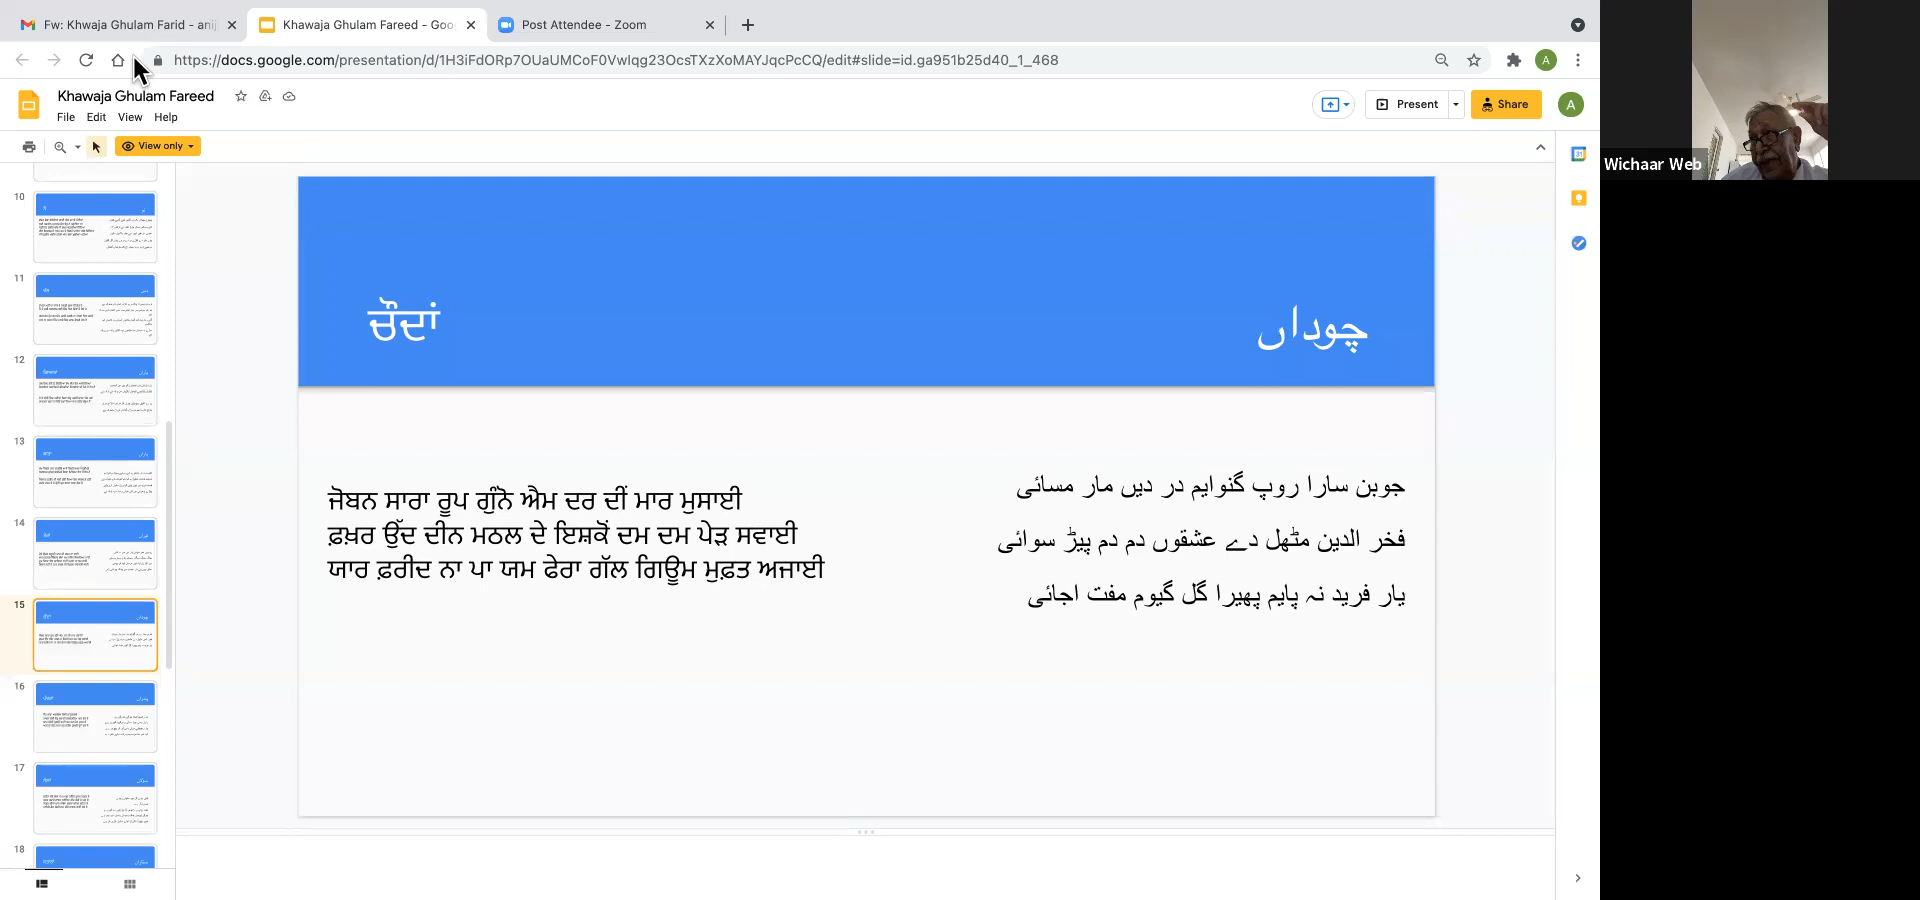 Fw: Khwaja Ghulam Farid - anij
Khawaja Ghulam Fareed - Goo
Post Attendee - Zoom
https://docs.google.com/presentation/d/1H3iFdORp7OUaUMCoF0VwIqg23OcsTXzXoMAYJqcPcCQ/edit#slide=id.ga951b25d40_1_468
A
Khawaja Ghulam Fareed
File Edit View Help
Present
Share
A
View only
Wichaar Web
10
11
12
13
14
15
16
17
18
ਚੌਦਾਂ
چوداں
ਜੋਬਨ ਸਾਰਾ ਰੂਪ ਗੁੰਨੋ ਐਮ ਦਰ ਦੀਂ ਮਾਰ ਮੁਸਾਈ
ਫ਼ਖ਼ਰ ਉੱਦ ਦੀਨ ਮਠਲ ਦੇ ਇਸ਼ਕੋਂ ਦਮ ਦਮ ਪੇੜ ਸਵਾਈ
ਯਾਰ ਫ਼ਰੀਦ ਨਾ ਪਾ ਯਮ ਫੇਰਾ ਗੱਲ ਗਿਊਮ ਮੁਫ਼ਤ ਅਜਾਈ
جوبن سارا روپ گنوایم در دیں مار مسائی
فخر الدین مٹھل دے عشقوں دم دم پیڑ سوائی
یار فرید نہ پایم پھیرا گل گیوم مفت اجائی